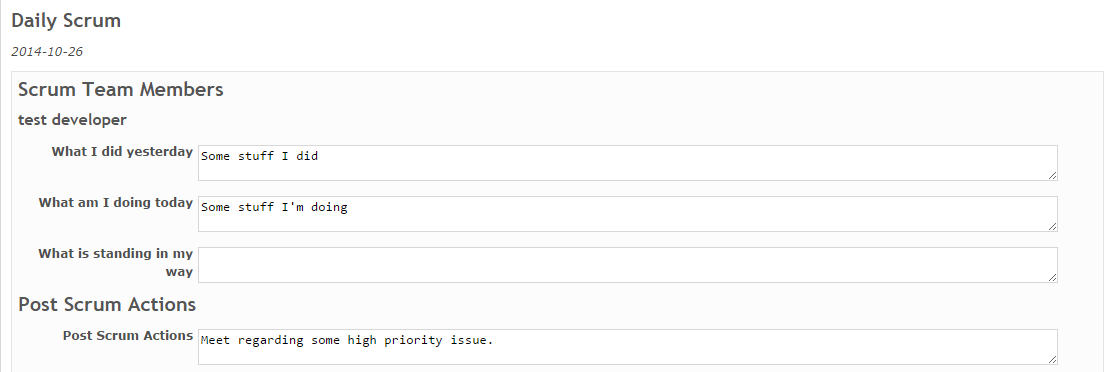 Daily Scrum
2014-10-26
Scrum Team Members
test developer
What I did yesterday
Some stuff I did
What am I doing today
Some stuff I'm doing
What is standing in my
way
Post Scrum Actions
Post Scrum Actions
Meet regarding some high priority issue.